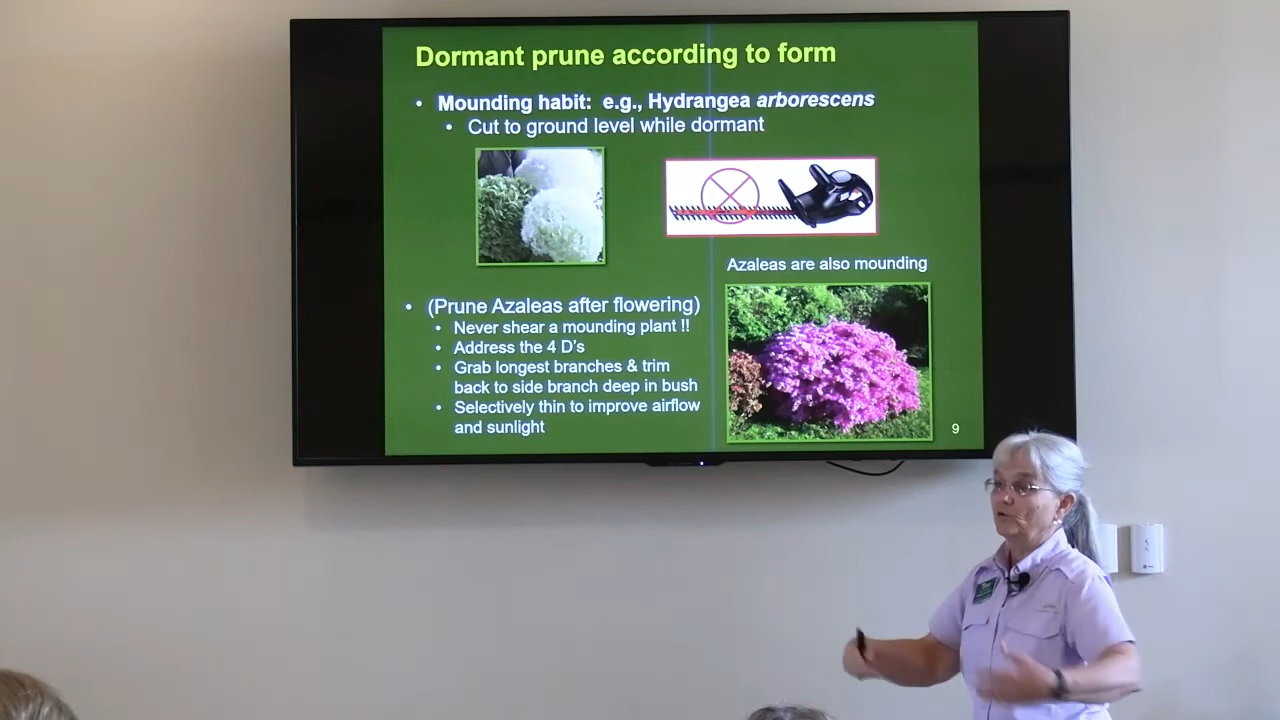 Dormant prune according to form
• Mounding habit: e.g., Hydrangea arborescens
• Cut to ground level while dormant
Azaleas are also mounding
• (Prune Azaleas after flowering)
• Never shear a mounding plant !!
• Address the 4 D's
• Grab longest branches & trim
back to side branch deep in bush
• Selectively thin to improve airflow
and sunlight
9